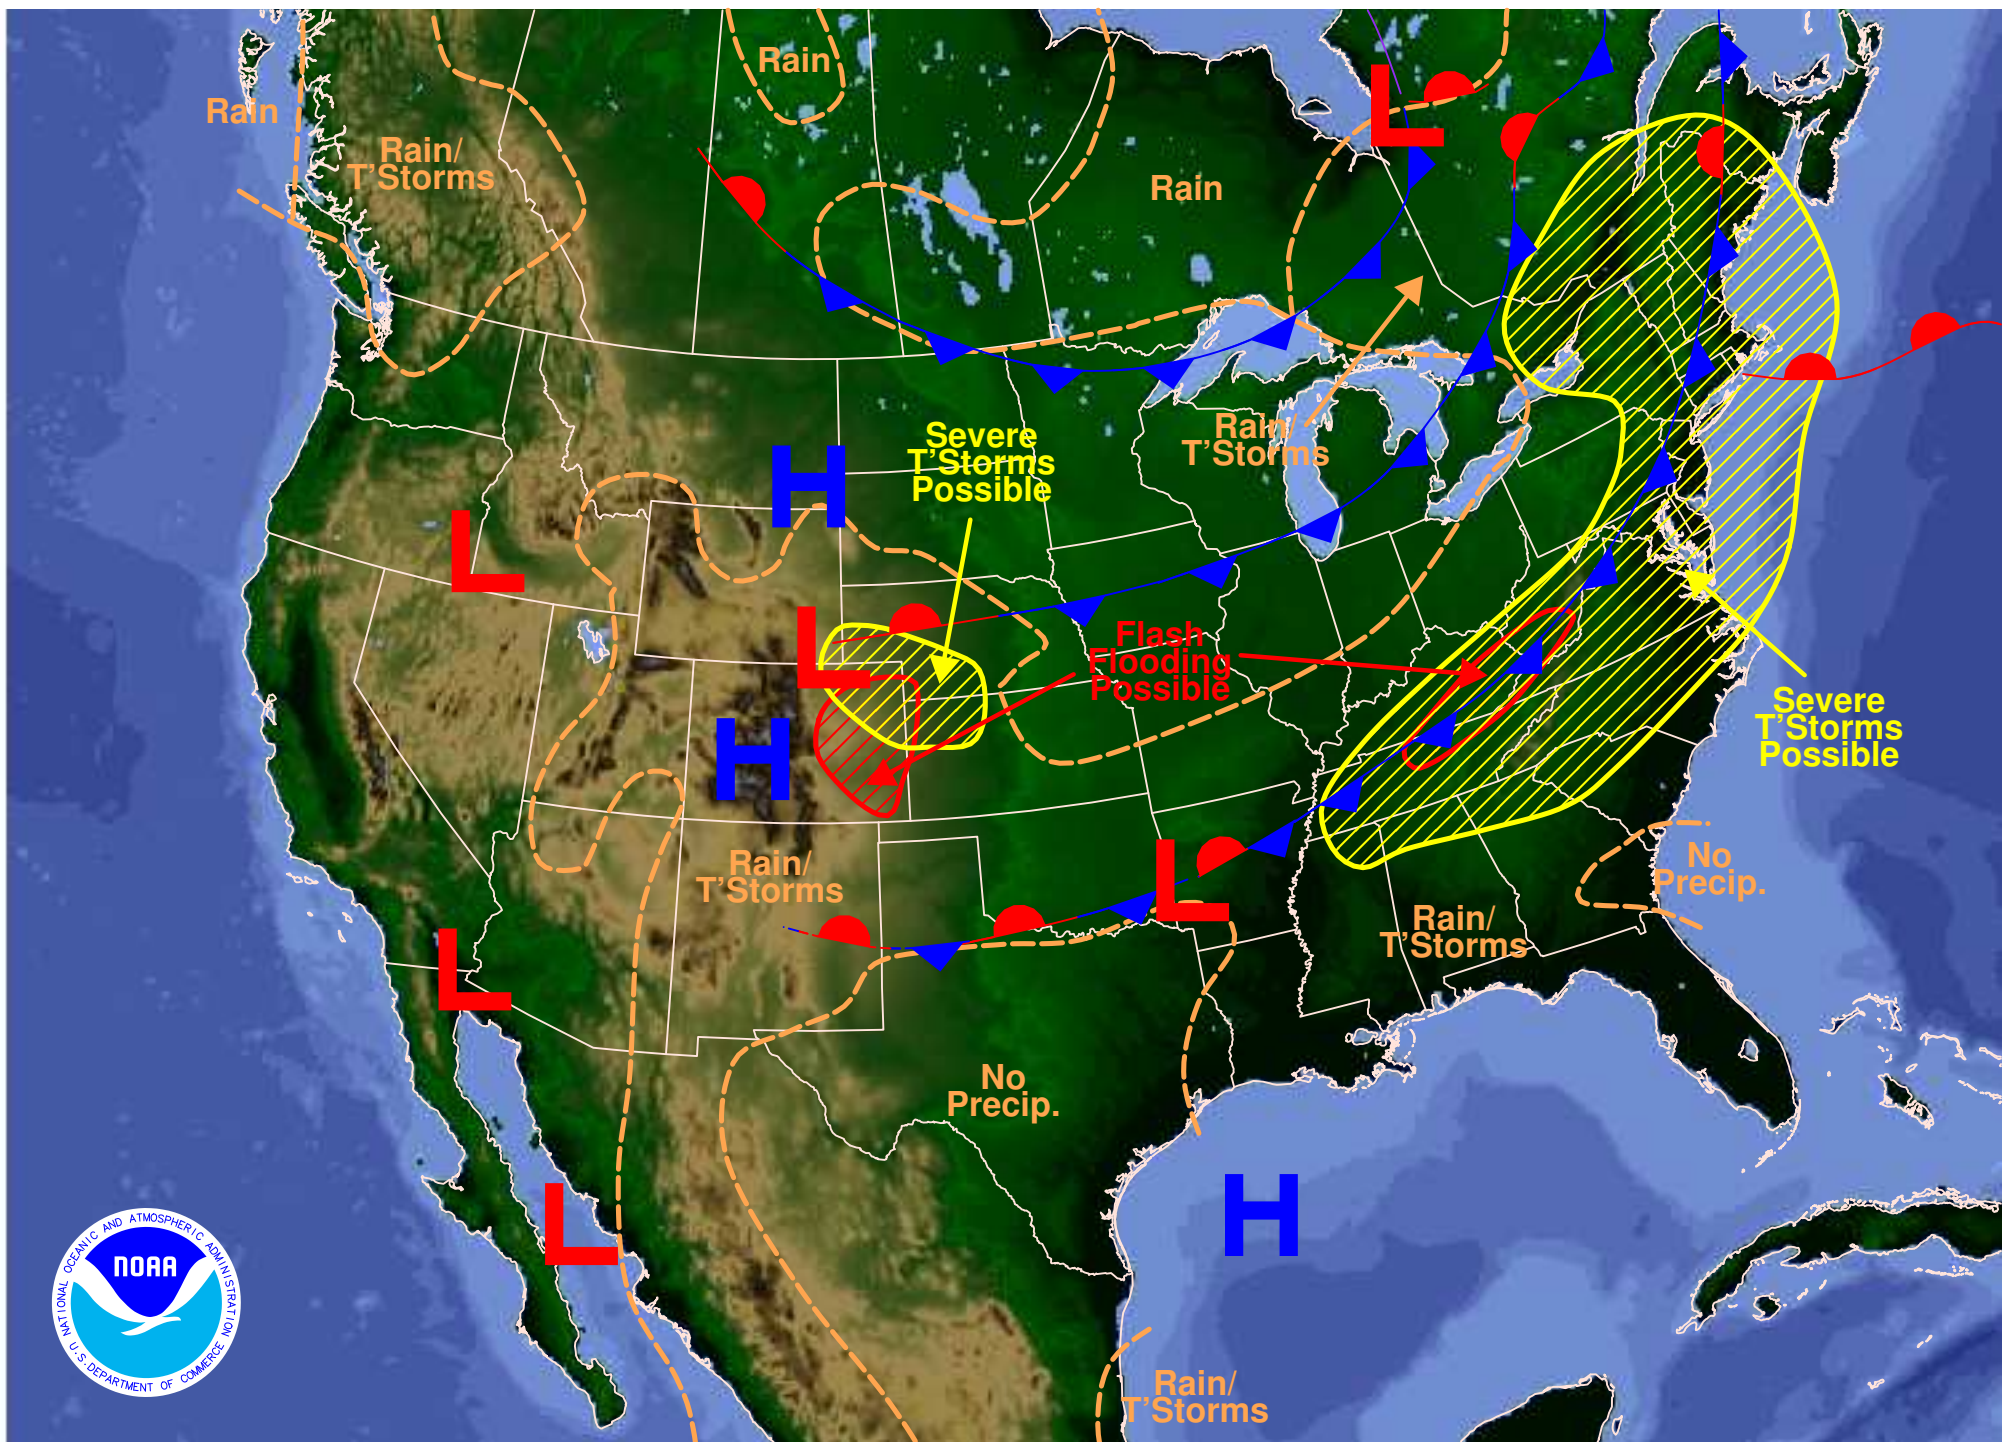 Rain
Rain
Rain/
T'Storms
Rain
L
Severe
T'Storms
Possible
Rain/
T'Storms
H
L
L
Flash
Flooding
Possible
H
Severe
T'Storms
Possible
Rain/
T'Storms
L
No
Precip.
Rain/
T'Storms
L
No
Precip.
L
H
Rain/
T'Storms
NATIONAL OCEANIC AND ATMOSPHERIC ADMINISTRATION
NOAA
U.S. DEPARTMENT OF COMMERCE